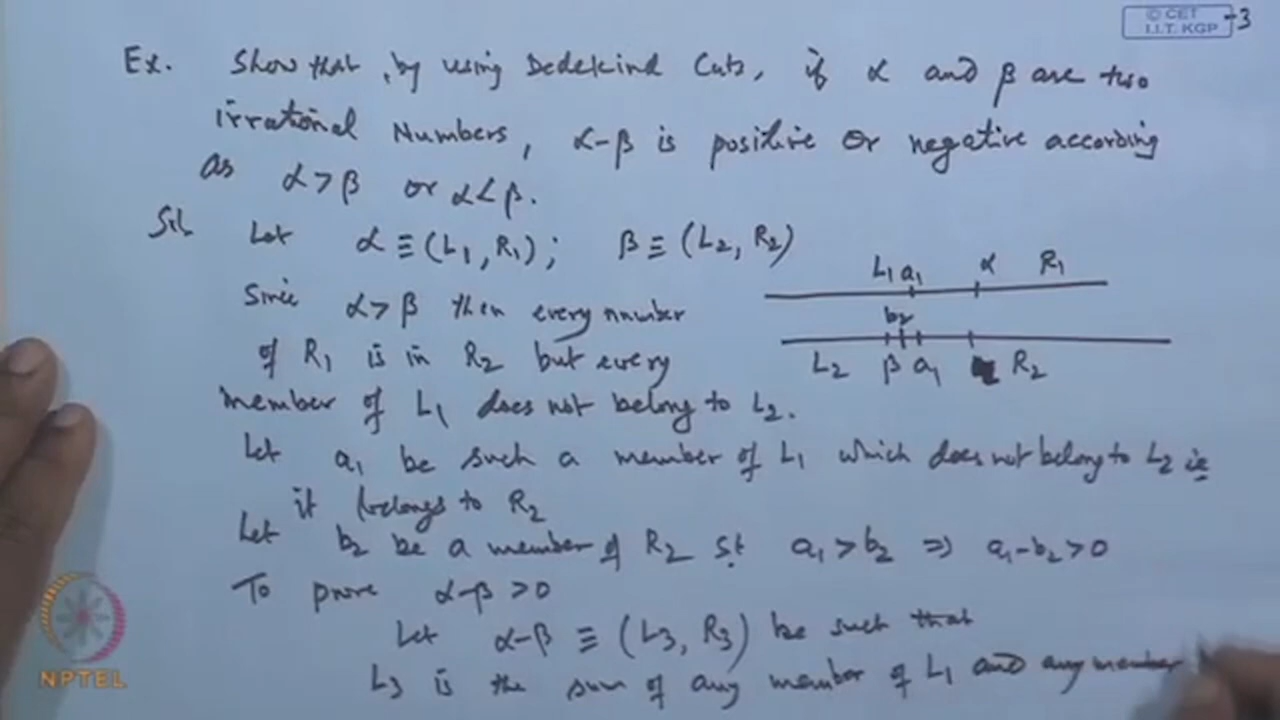 © CET
I.I.T. KGP -3
Ex. Show that, by using Dedekind Cuts, if α and β are two
irrational Numbers, α-β is positive or negative according
as α>β or α<β.
Sol. Let α ≡ (L₁, R₁); β ≡ (L₂, R₂)
L₁ a₁ α R₁
Since α>β then every number
b₂
of R₁ is in R₂ but every
L₂ β a₁ R₂
member of L₁ does not belong to L₂.
Let a₁ be such a member of L₁ which does not belong to L₂ ie
it belongs to R₂
Let b₂ be a member of R₂ st a₁>b₂ ⇒ a₁-b₂>0
To prove α-β>0
Let α-β ≡ (L₃, R₃) be such that
L₃ is the sum of any member of L₁ and any member
NPTEL